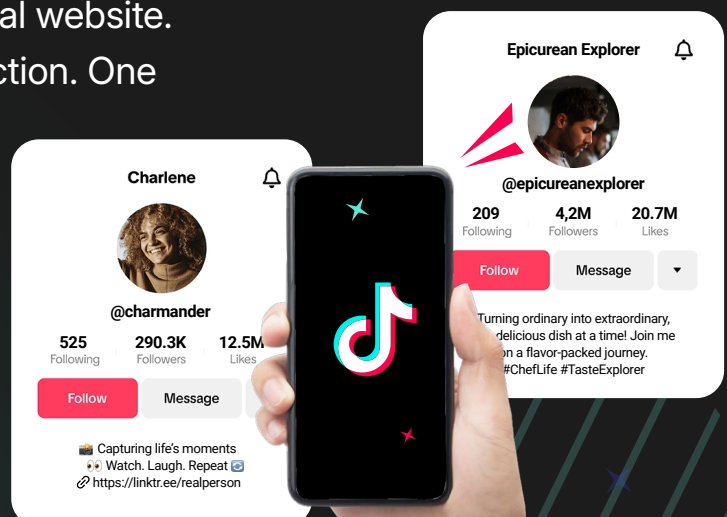 al website.
ction. One
Epicurean Explorer
@epicureanexplorer
209 4,2M 20.7M
Following Followers Likes
Follow Message
Turning ordinary into extraordinary,
delicious dish at a time! Join me
on a flavor-packed journey.
#ChefLife #TasteExplorer
Charlene
@charmander
525 290.3K 12.5M
Following Followers Likes
Follow Message
📸 Capturing life's moments
👀 Watch. Laugh. Repeat 🔄
🔗 https://linktr.ee/realperson